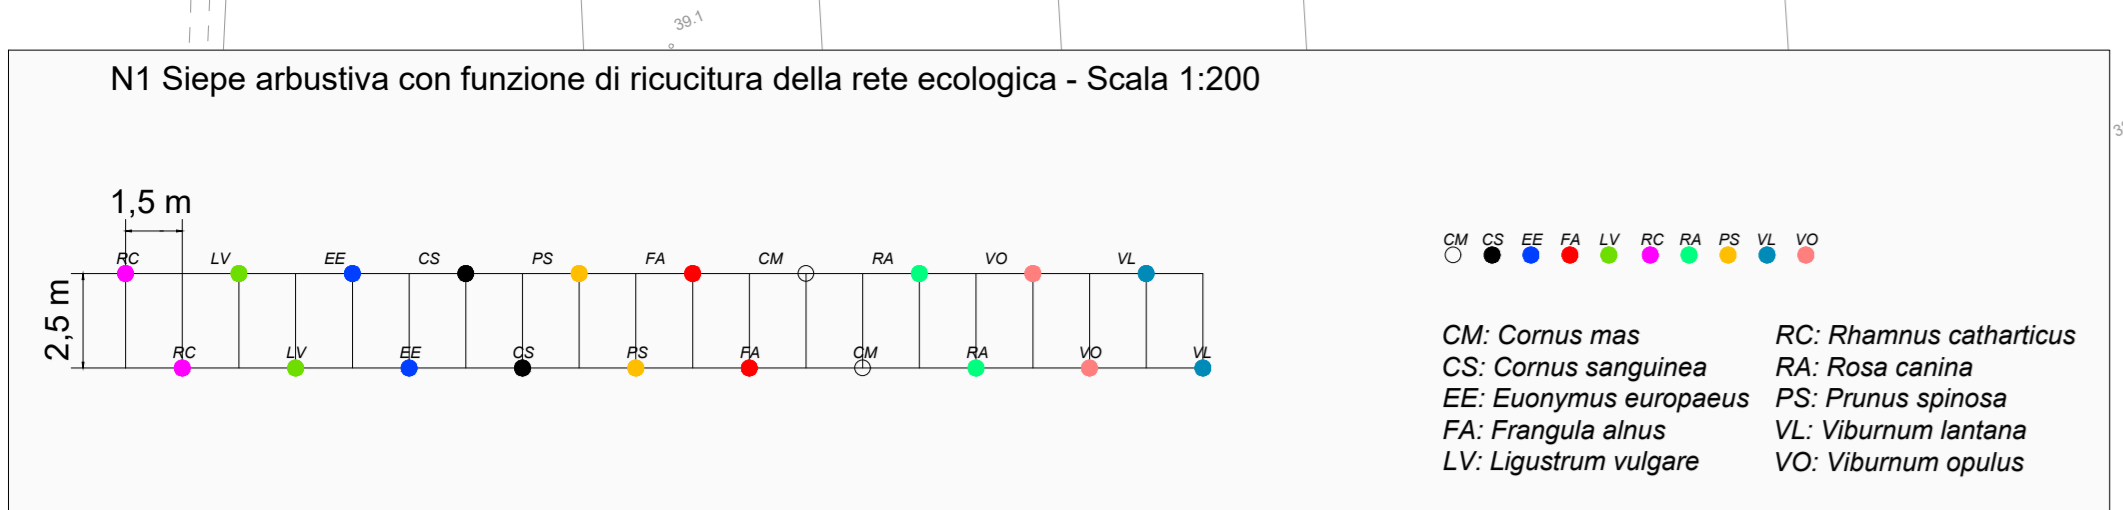 39.1
N1 Siepe arbustiva con funzione di ricucitura della rete ecologica - Scala 1:200
1,5 m
RC LV EE CS PS FA CM RA VO VL
2,5 m
RC LV EE CS PS FA CM RA VO VL
CM CS EE FA LV RC RA PS VL VO
CM: Cornus mas
CS: Cornus sanguinea
EE: Euonymus europaeus
FA: Frangula alnus
LV: Ligustrum vulgare
RC: Rhamnus catharticus
RA: Rosa canina
PS: Prunus spinosa
VL: Viburnum lantana
VO: Viburnum opulus